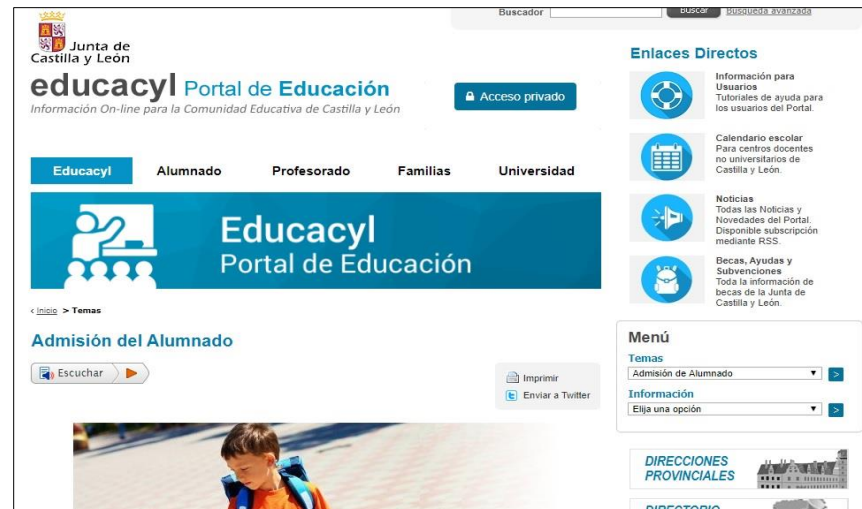 Buscador
Buscar
Búsqueda avanzada
Junta de
Castilla y León
educacyl Portal de Educación
Información On-line para la Comunidad Educativa de Castilla y León
Acceso privado
Educacyl
Alumnado
Profesorado
Familias
Universidad
Educacyl
Portal de Educación
< Inicio > Temas
Admisión del Alumnado
Escuchar
Imprimir
Enviar a Twitter
Enlaces Directos
Información para
Usuarios
Tutoriales de ayuda para
los usuarios del Portal.
Calendario escolar
Para centros docentes
no universitarios de
Castilla y León.
Noticias
Todas las Noticias y
Novedades del Portal.
Disponible subscripción
mediante RSS.
Becas, Ayudas y
Subvenciones
Toda la información de
becas de la Junta de
Castilla y León.
Menú
Temas
Admisión de Alumnado
>
Información
Elija una opción
>
DIRECCIONES
PROVINCIALES
DIRECTORIO